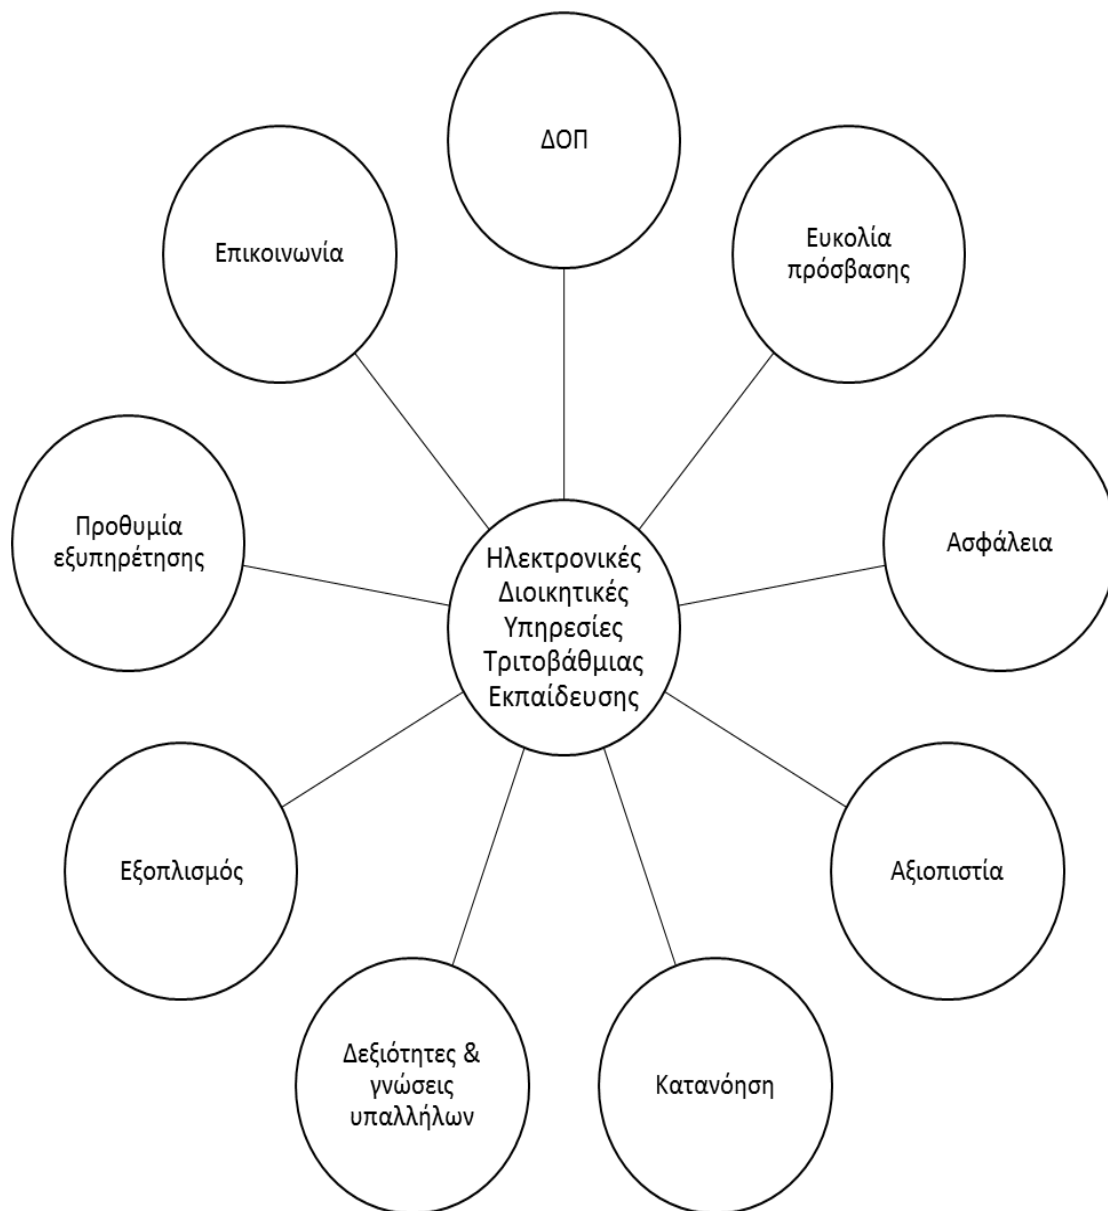 ΔΟΠ
Ευκολία
πρόσβασης
Ασφάλεια
Αξιοπιστία
Κατανόηση
Δεξιότητες &
γνώσεις
υπαλλήλων
Εξοπλισμός
Προθυμία
εξυπηρέτησης
Επικοινωνία
Ηλεκτρονικές
Διοικητικές
Υπηρεσίες
Τριτοβάθμιας
Εκπαίδευσης